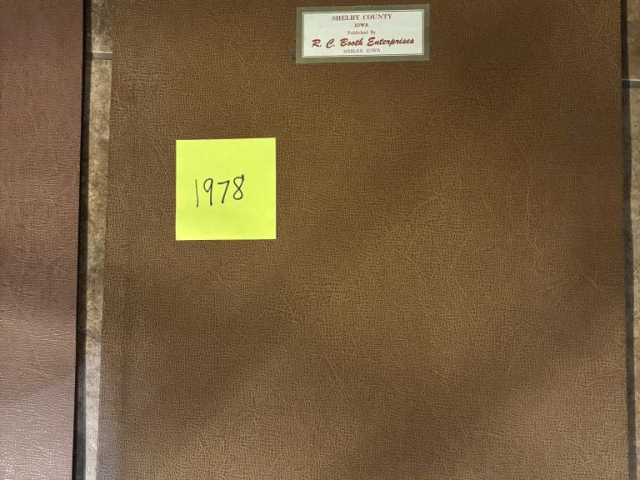 SHELBY COUNTY
IOWA
Published By
R. C. Booth Enterprises
HARLAN, IOWA
1978